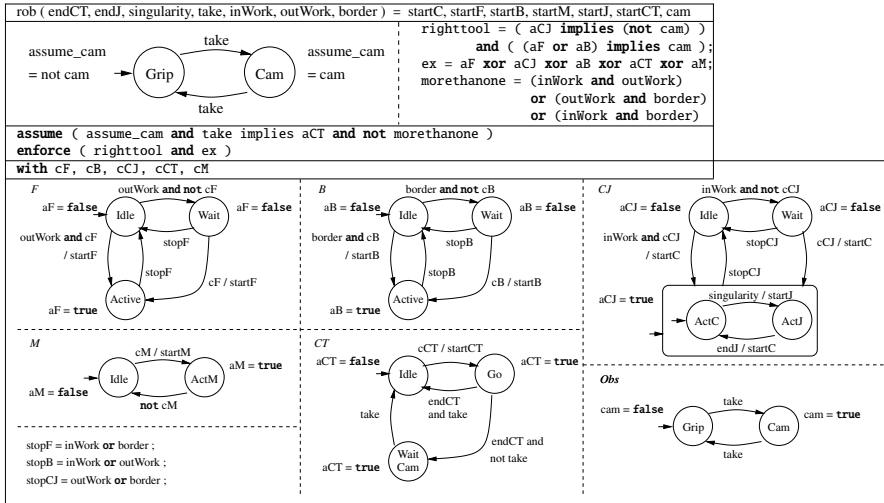 rob ( endCT, endJ, singularity, take, inWork, outWork, border ) = startC, startF, startB, startM, startJ, startCT, cam
assume_cam
= not cam
take
Grip
Cam
take
assume_cam
= cam
righttool = ( aCJ implies (not cam) )
and ( (aF or aB) implies cam );
ex = aF xor aCJ xor aB xor aCT xor aM;
morethanone = (inWork and outWork)
or (outWork and border)
or (inWork and border)
assume ( assume_cam and take implies aCT and not morethanone )
enforce ( righttool and ex )
with cF, cB, cCJ, cCT, cM
F
outWork and not cF
aF = false
Idle
Wait
aF = false
stopF
outWork and cF
/ startF
stopF
cF / startF
Active
aF = true
B
border and not cB
aB = false
Idle
Wait
aB = false
stopB
border and cB
/ startB
stopB
cB / startB
Active
aB = true
CJ
inWork and not cCJ
aCJ = false
Idle
Wait
aCJ = false
stopCJ
inWork and cCJ
/ startC
cCJ / startC
stopCJ
aCJ = true
singularity / startJ
ActC
ActJ
endJ / startC
M
cM / startM
Idle
ActM
aM = true
aM = false
not cM
CT
cCT / startCT
aCT = false
Idle
Go
aCT = true
endCT
and take
take
endCT and
not take
Wait
Cam
aCT = true
Obs
cam = false
take
Grip
Cam
cam = true
take
stopF = inWork or border ;
stopB = inWork or outWork ;
stopCJ = outWork or border ;